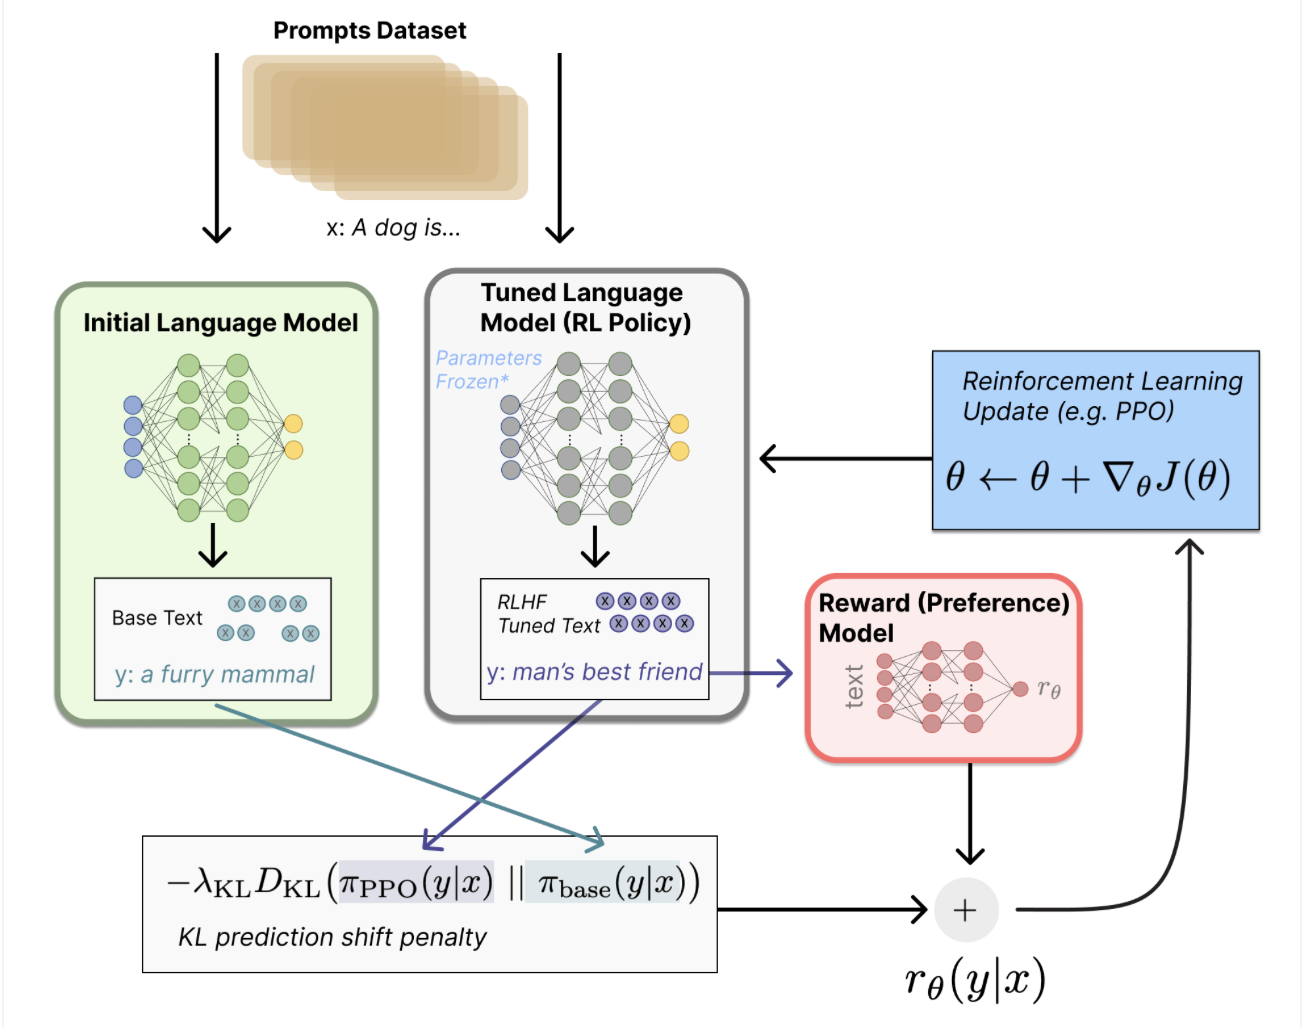 Prompts Dataset
x: A dog is...
Initial Language Model
Tuned Language
Model (RL Policy)
Parameters
Frozen*
Reinforcement Learning
Update (e.g. PPO)
θ ← θ + ∇θJ(θ)
Base Text
x x x x
x x x x
y: a furry mammal
RLHF
Tuned Text
x x x x
x x x x
y: man's best friend
Reward (Preference)
Model
text
rθ
−λKL DKL(πPPO(y|x) || πbase(y|x))
KL prediction shift penalty
+
rθ(y|x)